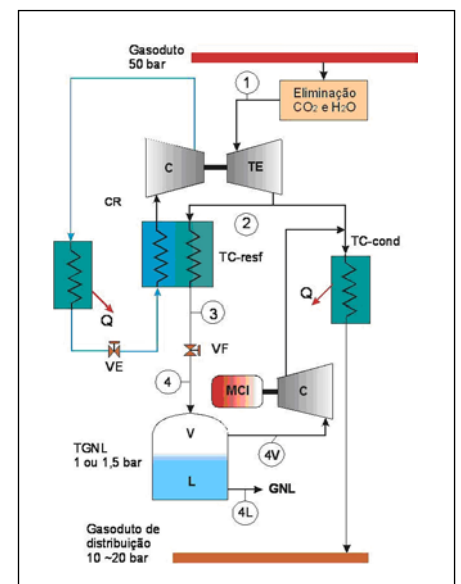 Gasoduto
50 bar
1
Eliminação
CO₂ e H₂O
C
TE
CR
2
TC-cond
TC-resf
Q
3
Q
VE
VF
4
MCI
C
V
TGNL
1 ou 1,5 bar
4V
L
GNL
4L
Gasoduto de
distribuição
10 ~20 bar